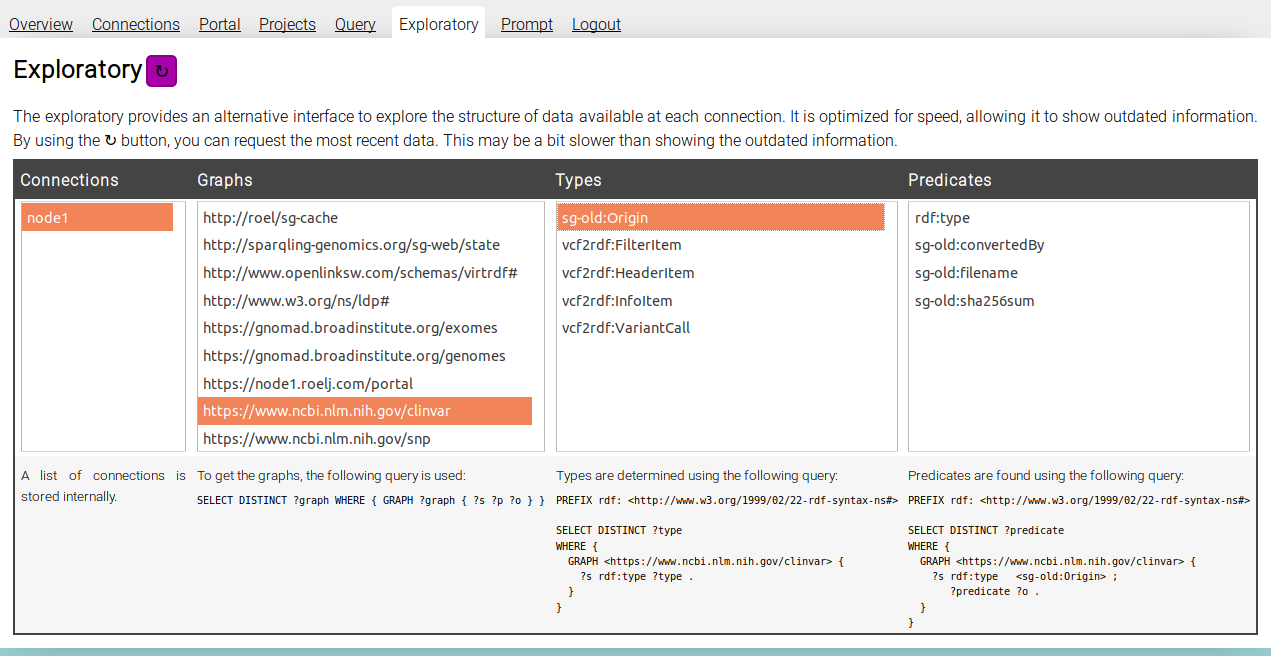 Overview Connections Portal Projects Query Exploratory Prompt Logout
Exploratory ↻
The exploratory provides an alternative interface to explore the structure of data available at each connection. It is optimized for speed, allowing it to show outdated information.
By using the ↻ button, you can request the most recent data. This may be a bit slower than showing the outdated information.
Connections
node1
A list of connections is
stored internally.
Graphs
http://roel/sg-cache
http://sparqling-genomics.org/sg-web/state
http://www.openlinksw.com/schemas/virtrdf#
http://www.w3.org/ns/ldp#
https://gnomad.broadinstitute.org/exomes
https://gnomad.broadinstitute.org/genomes
https://node1.roelj.com/portal
https://www.ncbi.nlm.nih.gov/clinvar
https://www.ncbi.nlm.nih.gov/snp
To get the graphs, the following query is used:
SELECT DISTINCT ?graph WHERE { GRAPH ?graph { ?s ?p ?o } }
Types
sg-old:Origin
vcf2rdf:FilterItem
vcf2rdf:HeaderItem
vcf2rdf:InfoItem
vcf2rdf:VariantCall
Types are determined using the following query:
PREFIX rdf: <http://www.w3.org/1999/02/22-rdf-syntax-ns#>
SELECT DISTINCT ?type
WHERE {
GRAPH <https://www.ncbi.nlm.nih.gov/clinvar> {
?s rdf:type ?type .
}
}
Predicates
rdf:type
sg-old:convertedBy
sg-old:filename
sg-old:sha256sum
Predicates are found using the following query:
PREFIX rdf: <http://www.w3.org/1999/02/22-rdf-syntax-ns#>
SELECT DISTINCT ?predicate
WHERE {
GRAPH <https://www.ncbi.nlm.nih.gov/clinvar> {
?s rdf:type <sg-old:Origin> ;
?predicate ?o .
}
}